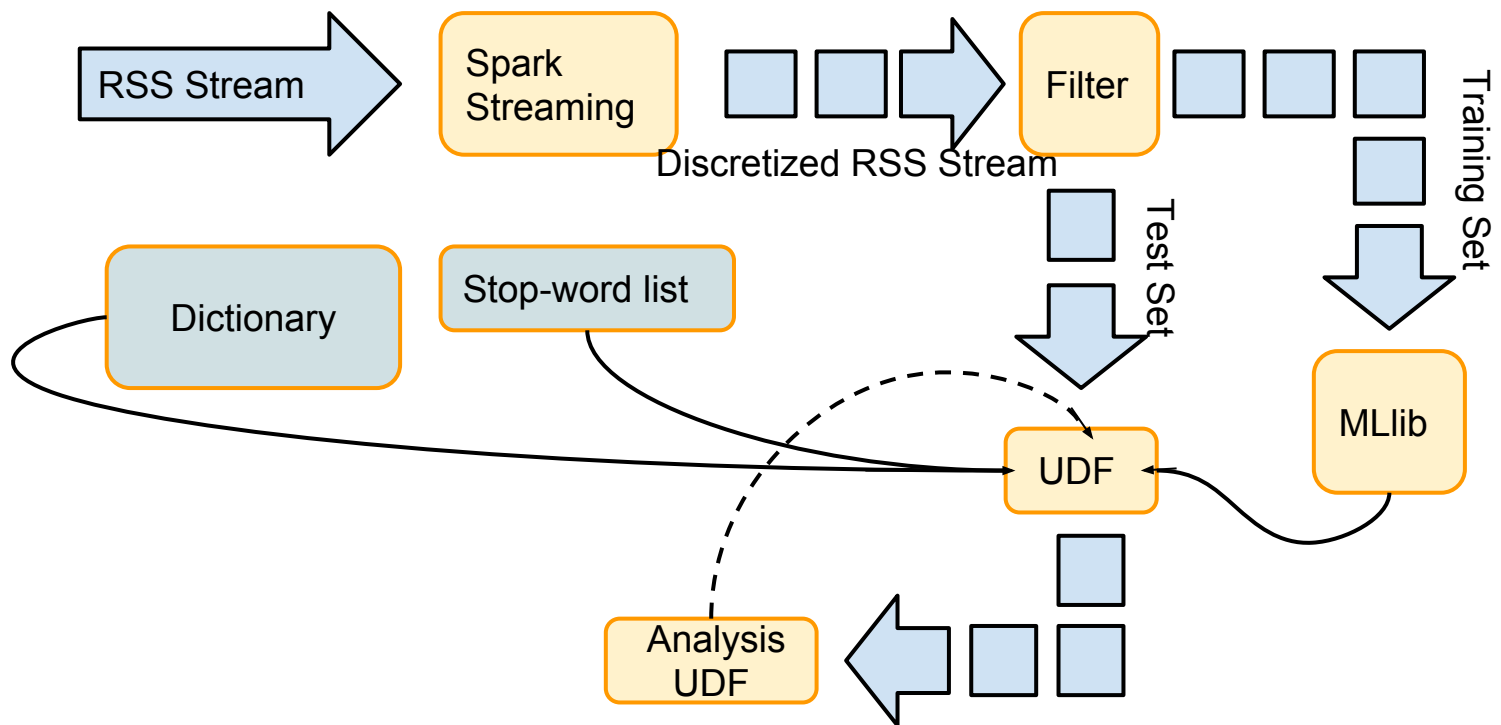 RSS Stream
Spark
Streaming
Filter
Discretized RSS Stream
Training Set
Test Set
Dictionary
Stop-word list
MLlib
UDF
Analysis
UDF